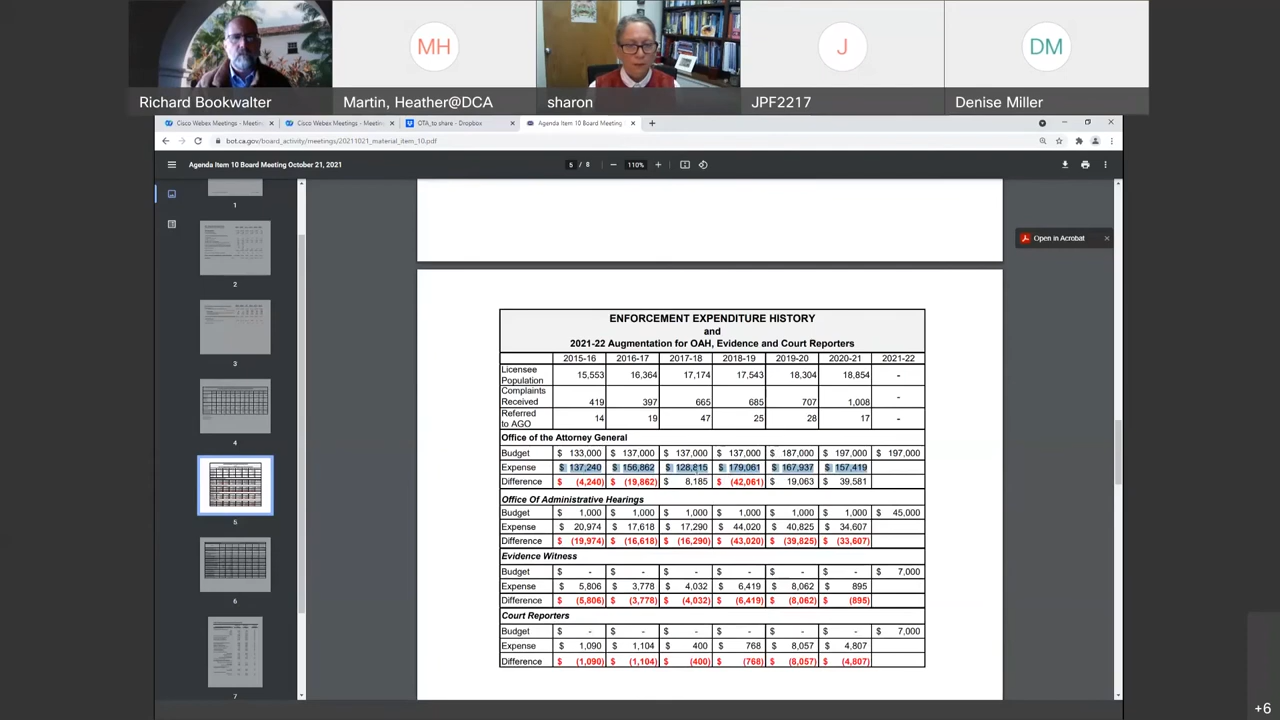 MH
J
DM
Richard Bookwalter
Martin, Heather@DCA
sharon
JPF2217
Denise Miller
Cisco Webex Meetings - Meeting
Cisco Webex Meetings - Meeting
OTA_to share - Dropbox
Agenda Item 10 Board Meeting
bot.ca.gov/board_activity/meetings/20211021_material_item_10.pdf
Agenda Item 10 Board Meeting October 21, 2021
5 / 8
110%
Open in Acrobat
1
2
3
4
5
6
7
ENFORCEMENT EXPENDITURE HISTORY
and
2021-22 Augmentation for OAH, Evidence and Court Reporters
2015-16 2016-17 2017-18 2018-19 2019-20 2020-21 2021-22
Licensee Population 15,553 16,364 17,174 17,543 18,304 18,854 -
Complaints Received 419 397 665 685 707 1,008 -
Referred to AGO 14 19 47 25 28 17 -
Office of the Attorney General
Budget $ 133,000 $ 137,000 $ 137,000 $ 137,000 $ 187,000 $ 197,000 $ 197,000
Expense $ 137,240 $ 156,862 $ 128,815 $ 179,061 $ 167,937 $ 157,419
Difference $ (4,240) $ (19,862) $ 8,185 $ (42,061) $ 19,063 $ 39,581
Office Of Administrative Hearings
Budget $ 1,000 $ 1,000 $ 1,000 $ 1,000 $ 1,000 $ 1,000 $ 45,000
Expense $ 20,974 $ 17,618 $ 17,290 $ 44,020 $ 40,825 $ 34,607
Difference $ (19,974) $ (16,618) $ (16,290) $ (43,020) $ (39,825) $ (33,607)
Evidence Witness
Budget $ - $ - $ - $ - $ - $ - $ 7,000
Expense $ 5,806 $ 3,778 $ 4,032 $ 6,419 $ 8,062 $ 895
Difference $ (5,806) $ (3,778) $ (4,032) $ (6,419) $ (8,062) $ (895)
Court Reporters
Budget $ - $ - $ - $ - $ - $ - $ 7,000
Expense $ 1,090 $ 1,104 $ 400 $ 768 $ 8,057 $ 4,807
Difference $ (1,090) $ (1,104) $ (400) $ (768) $ (8,057) $ (4,807)
+6